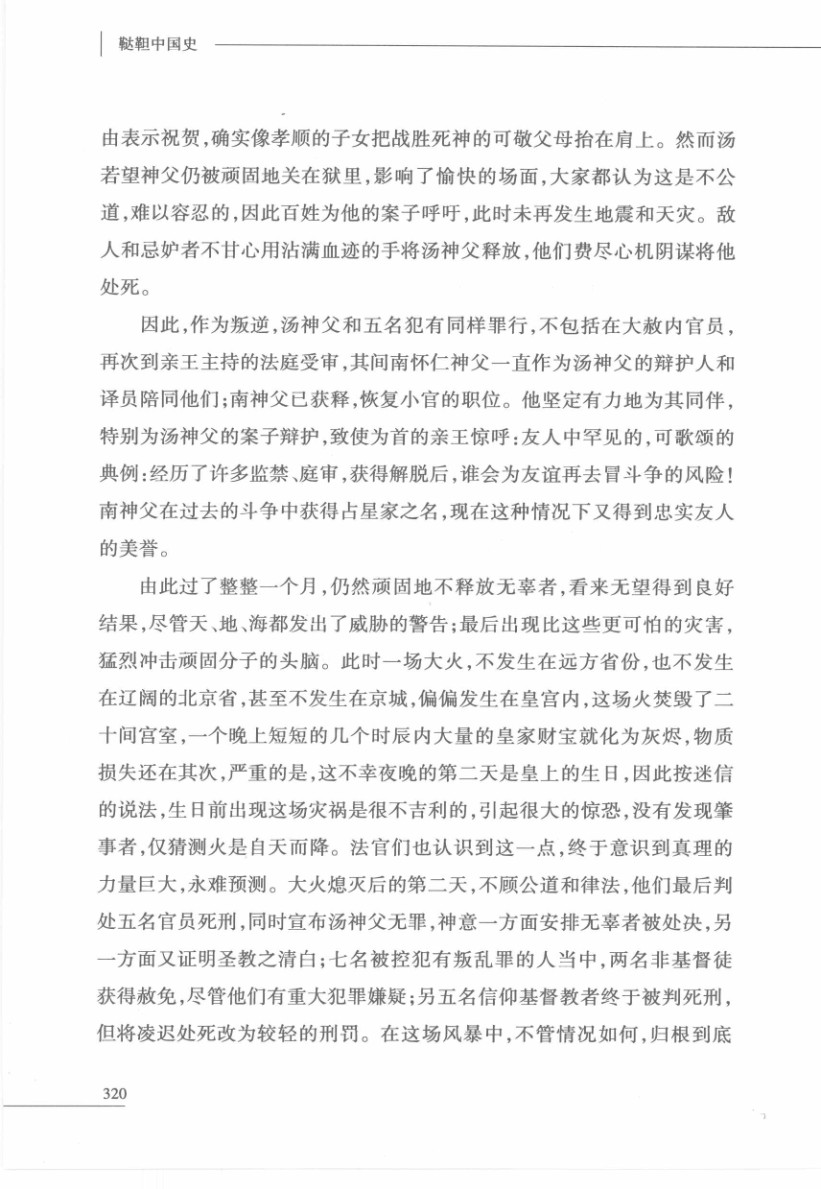 鞑靼中国史
由表示祝贺,确实像孝顺的子女把战胜死神的可敬父母抬在肩上。然而汤
若望神父仍被顽固地关在狱里,影响了愉快的场面,大家都认为这是不公
道,难以容忍的,因此百姓为他的案子呼吁,此时未再发生地震和天灾。敌
人和忌妒者不甘心用沾满血迹的手将汤神父释放,他们费尽心机阴谋将他
处死。
因此,作为叛逆,汤神父和五名犯有同样罪行,不包括在大赦内官员,
再次到亲王主持的法庭受审,其间南怀仁神父一直作为汤神父的辩护人和
译员陪同他们;南神父已获释,恢复小官的职位。他坚定有力地为其同伴,
特别为汤神父的案子辩护,致使为首的亲王惊呼:友人中罕见的,可歌颂的
典例:经历了许多监禁、庭审,获得解脱后,谁会为友谊再去冒斗争的风险!
南神父在过去的斗争中获得占星家之名,现在这种情况下又得到忠实友人
的美誉。
由此过了整整一个月,仍然顽固地不释放无辜者,看来无望得到良好
结果,尽管天、地、海都发出了威胁的警告;最后出现比这些更可怕的灾害,
猛烈冲击顽固分子的头脑。此时一场大火,不发生在远方省份,也不发生
在辽阔的北京省,甚至不发生在京城,偏偏发生在皇宫内,这场火焚毁了二
十间宫室,一个晚上短短的几个时辰内大量的皇家财宝就化为灰烬,物质
损失还在其次,严重的是,这不幸夜晚的第二天是皇上的生日,因此按迷信
的说法,生日前出现这场灾祸是很不吉利的,引起很大的惊恐,没有发现肇
事者,仅猜测火是自天而降。法官们也认识到这一点,终于意识到真理的
力量巨大,永难预测。大火熄灭后的第二天,不顾公道和律法,他们最后判
处五名官员死刑,同时宣布汤神父无罪,神意一方面安排无辜者被处决,另
一方面又证明圣教之清白;七名被控犯有叛乱罪的人当中,两名非基督徒
获得赦免,尽管他们有重大犯罪嫌疑;另五名信仰基督教者终于被判死刑,
但将凌迟处死改为较轻的刑罚。在这场风暴中,不管情况如何,归根到底
320